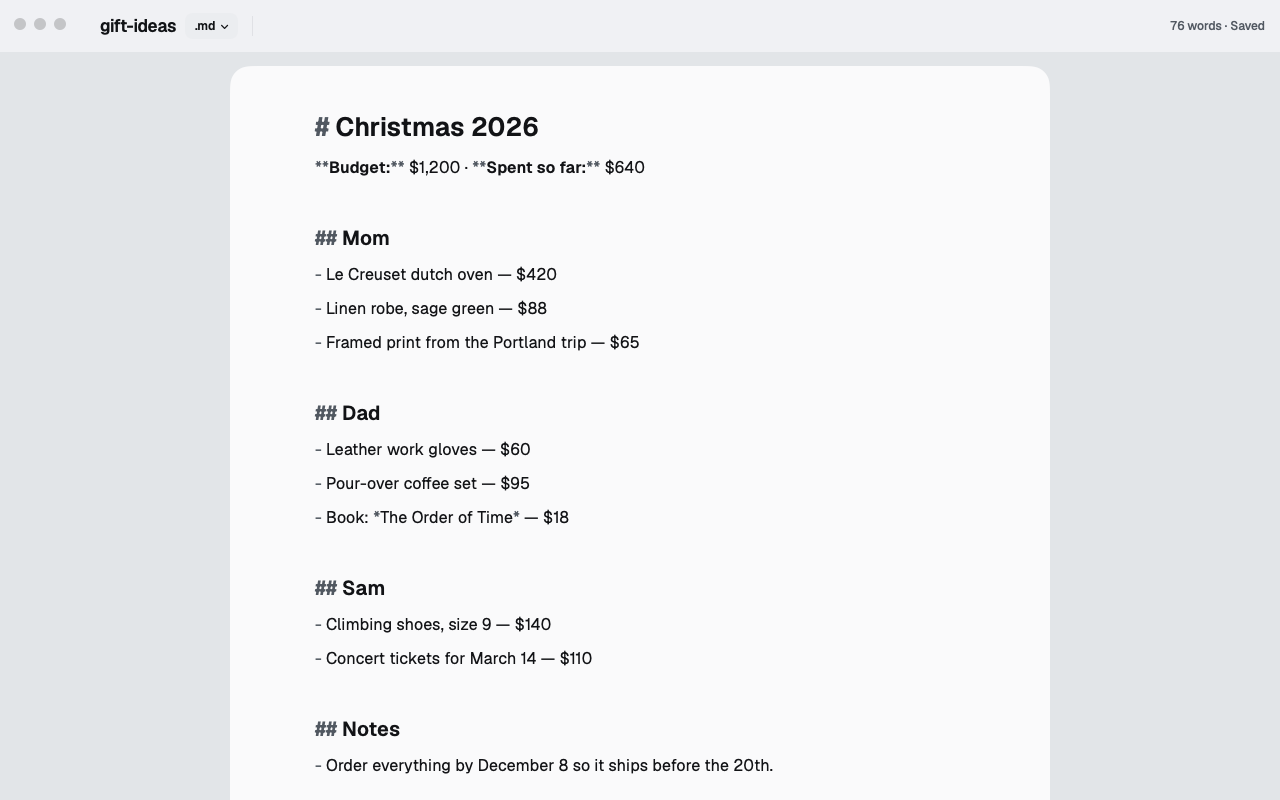 gift-ideas .md 76 words · Saved
# Christmas 2026
**Budget:** $1,200 · **Spent so far:** $640
## Mom
- Le Creuset dutch oven — $420
- Linen robe, sage green — $88
- Framed print from the Portland trip — $65
## Dad
- Leather work gloves — $60
- Pour-over coffee set — $95
- Book: *The Order of Time* — $18
## Sam
- Climbing shoes, size 9 — $140
- Concert tickets for March 14 — $110
## Notes
- Order everything by December 8 so it ships before the 20th.